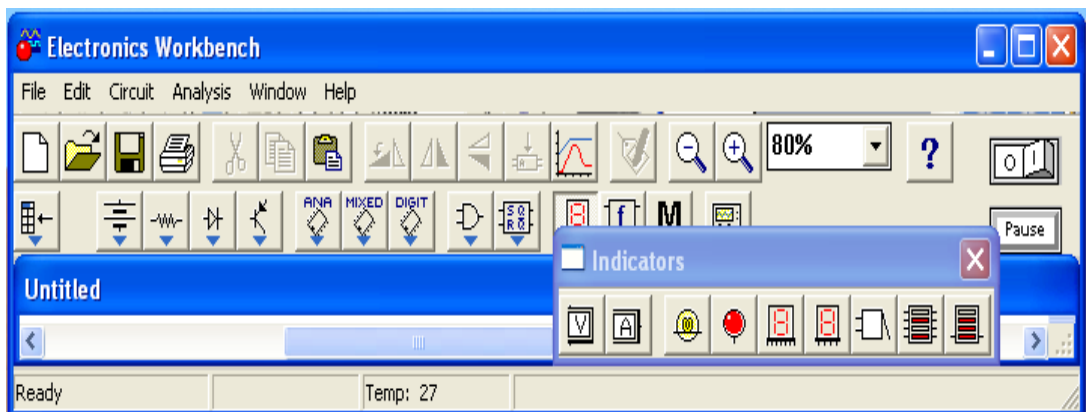 Electronics Workbench
File Edit Circuit Analysis Window Help
80% ?
O I
ANA MIXED DIGIT
S Q
R Q
f M
Pause
Untitled
Indicators
V A
Ready Temp: 27